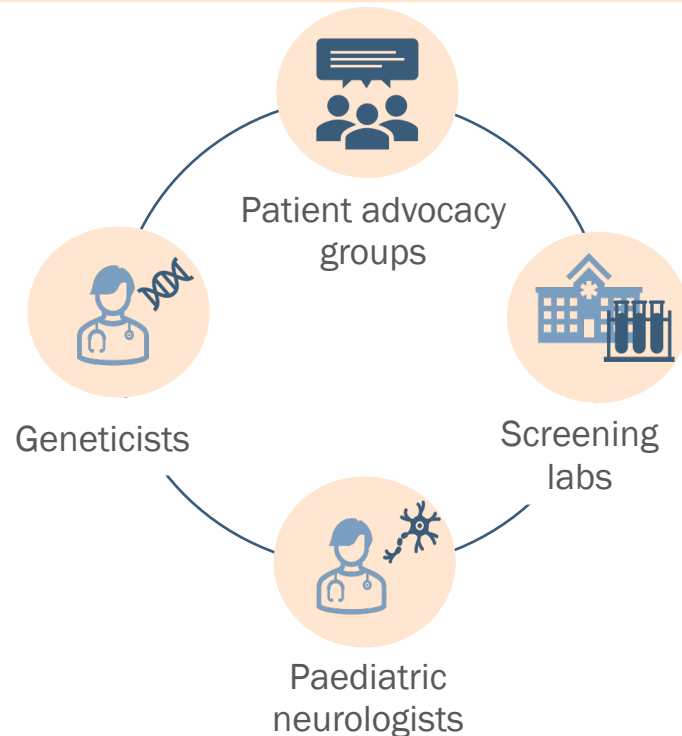 Patient advocacy
groups
Geneticists
Screening
labs
Paediatric
neurologists